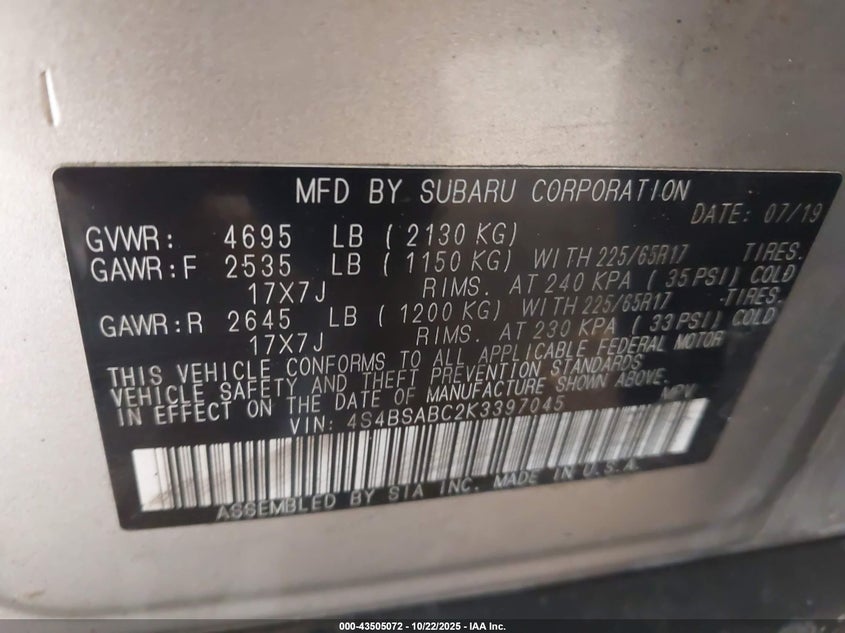 MFD BY SUBARU CORPORATION
DATE: 07/19
GVWR: 4695 LB ( 2130 KG)
GAWR:F 2535 LB ( 1150 KG) WITH 225/65R17 TIRES.
17X7J RIMS. AT 240 KPA ( 35 PSI) COLD
GAWR:R 2645 LB ( 1200 KG) WITH 225/65R17 TIRES.
17X7J RIMS. AT 230 KPA ( 33 PSI) COLD
THIS VEHICLE CONFORMS TO ALL APPLICABLE FEDERAL MOTOR
VEHICLE SAFETY AND THEFT PREVENTION STANDARDS
IN EFFECT ON THE DATE OF MANUFACTURE SHOWN ABOVE.
VIN: 4S4BSABC2K3397045 MPV
ASSEMBLED BY SIA INC. MADE IN U.S.A.
000-43505072 - 10/22/2025 - IAA Inc.